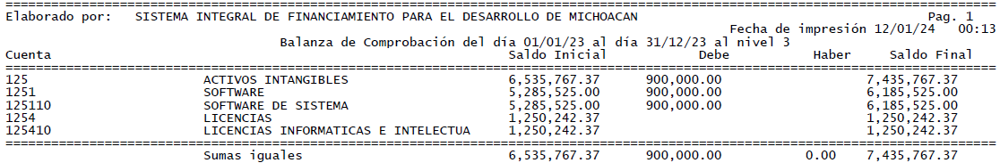 Elaborado por: SISTEMA INTEGRAL DE FINANCIAMIENTO PARA EL DESARROLLO DE MICHOACAN Pag. 1
Fecha de impresión 12/01/24 00:13
Balanza de Comprobación del día 01/01/23 al día 31/12/23 al nivel 3
Cuenta Saldo Inicial Debe Haber Saldo Final
125 ACTIVOS INTANGIBLES 6,535,767.37 900,000.00 7,435,767.37
1251 SOFTWARE 5,285,525.00 900,000.00 6,185,525.00
125110 SOFTWARE DE SISTEMA 5,285,525.00 900,000.00 6,185,525.00
1254 LICENCIAS 1,250,242.37 1,250,242.37
125410 LICENCIAS INFORMATICAS E INTELECTUA 1,250,242.37 1,250,242.37
Sumas iguales 6,535,767.37 900,000.00 0.00 7,435,767.37